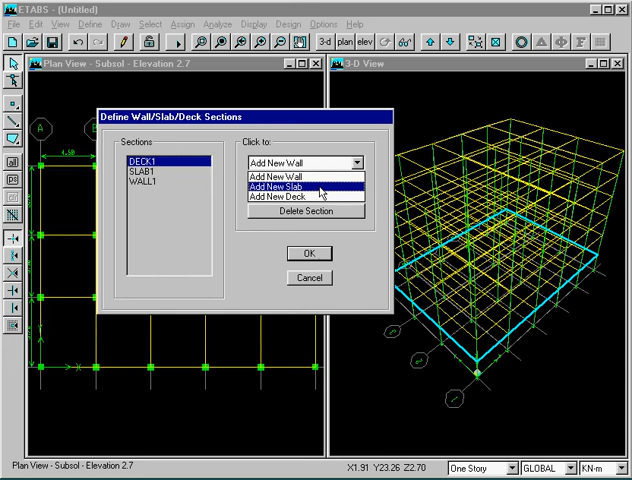 ETABS - (Untitled)
File Edit View Define Draw Select Assign Analyze Display Design Options Help
3-d plan elev
Plan View - Subsol - Elevation 2.7
3-D View
A
4.50
Define Wall/Slab/Deck Sections
Sections
Click to:
DECK1
SLAB1
WALL1
Add New Wall
Add New Wall
Add New Slab
Add New Deck
Delete Section
OK
Cancel
all
ps
clr
Plan View - Subsol - Elevation 2.7
X1.91 Y23.26 Z2.70
One Story
GLOBAL
KN-m